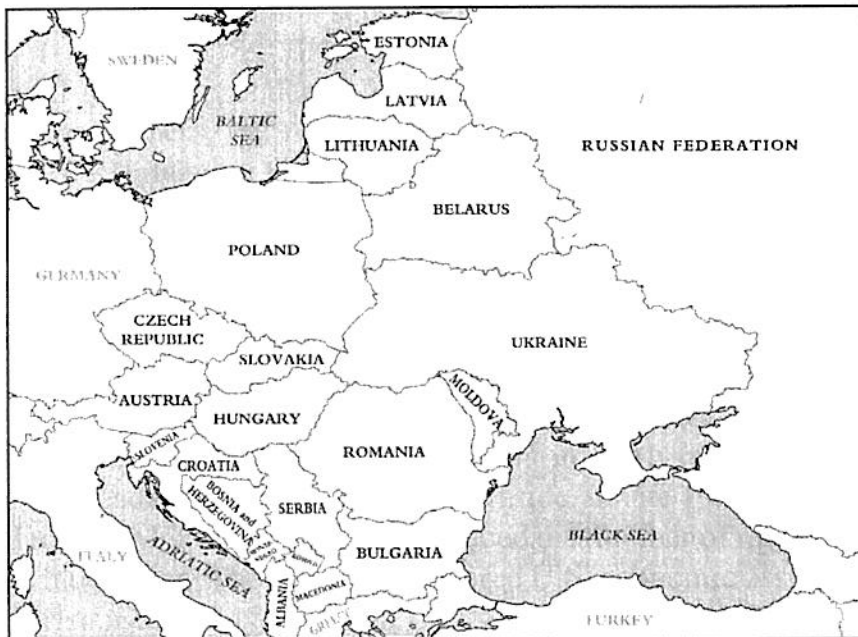 SWEDEN
ESTONIA
LATVIA
BALTIC
SEA
LITHUANIA
RUSSIAN FEDERATION
BELARUS
POLAND
GERMANY
CZECH
REPUBLIC
SLOVAKIA
UKRAINE
AUSTRIA
MOLDOVA
HUNGARY
SLOVENIA
ROMANIA
CROATIA
BOSNIA and
HERZEGOVINA
SERBIA
BLACK SEA
ITALY
ADRIATIC SEA
BULGARIA
MACEDONIA
ALBANIA
TURKEY